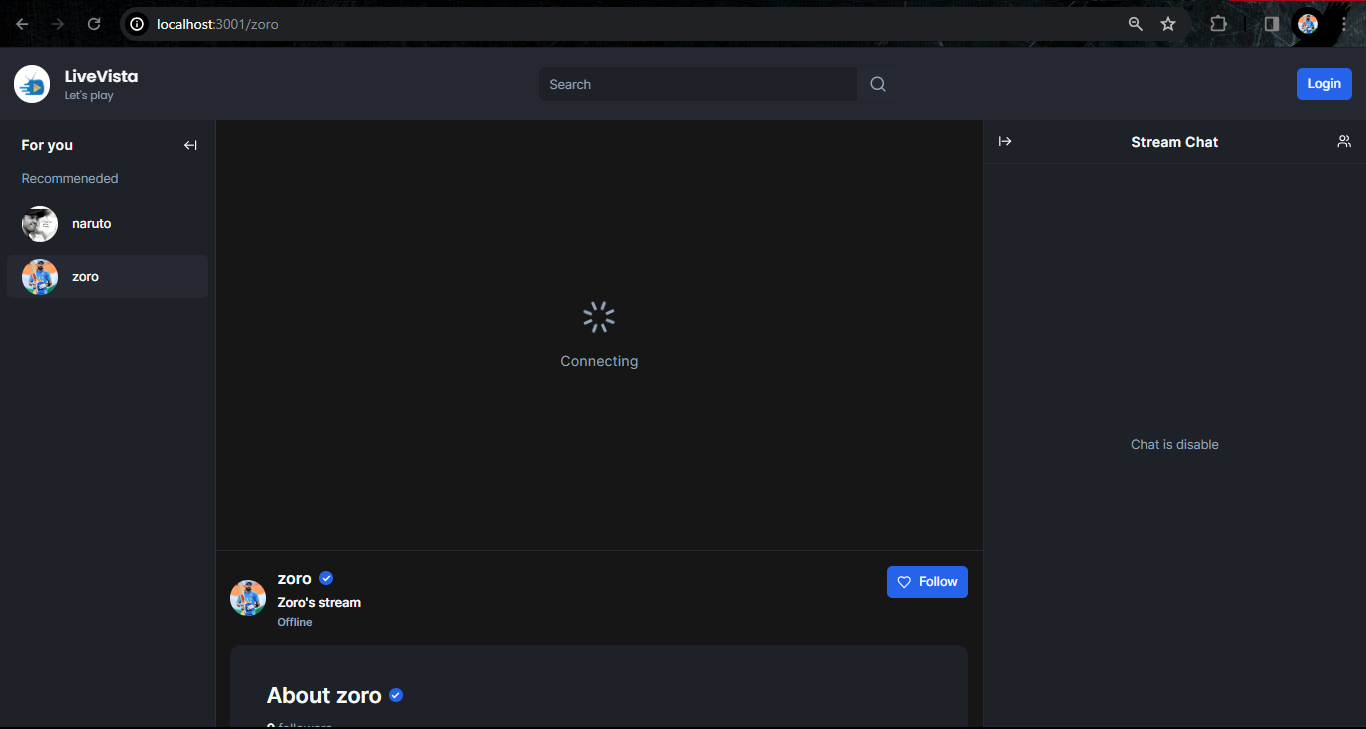 localhost:3001/zoro
LiveVista
Let's play
Search
Login
For you
Recommeneded
naruto
zoro
Connecting
Stream Chat
Chat is disable
zoro
Zoro's stream
Offline
Follow
About zoro
0 followers